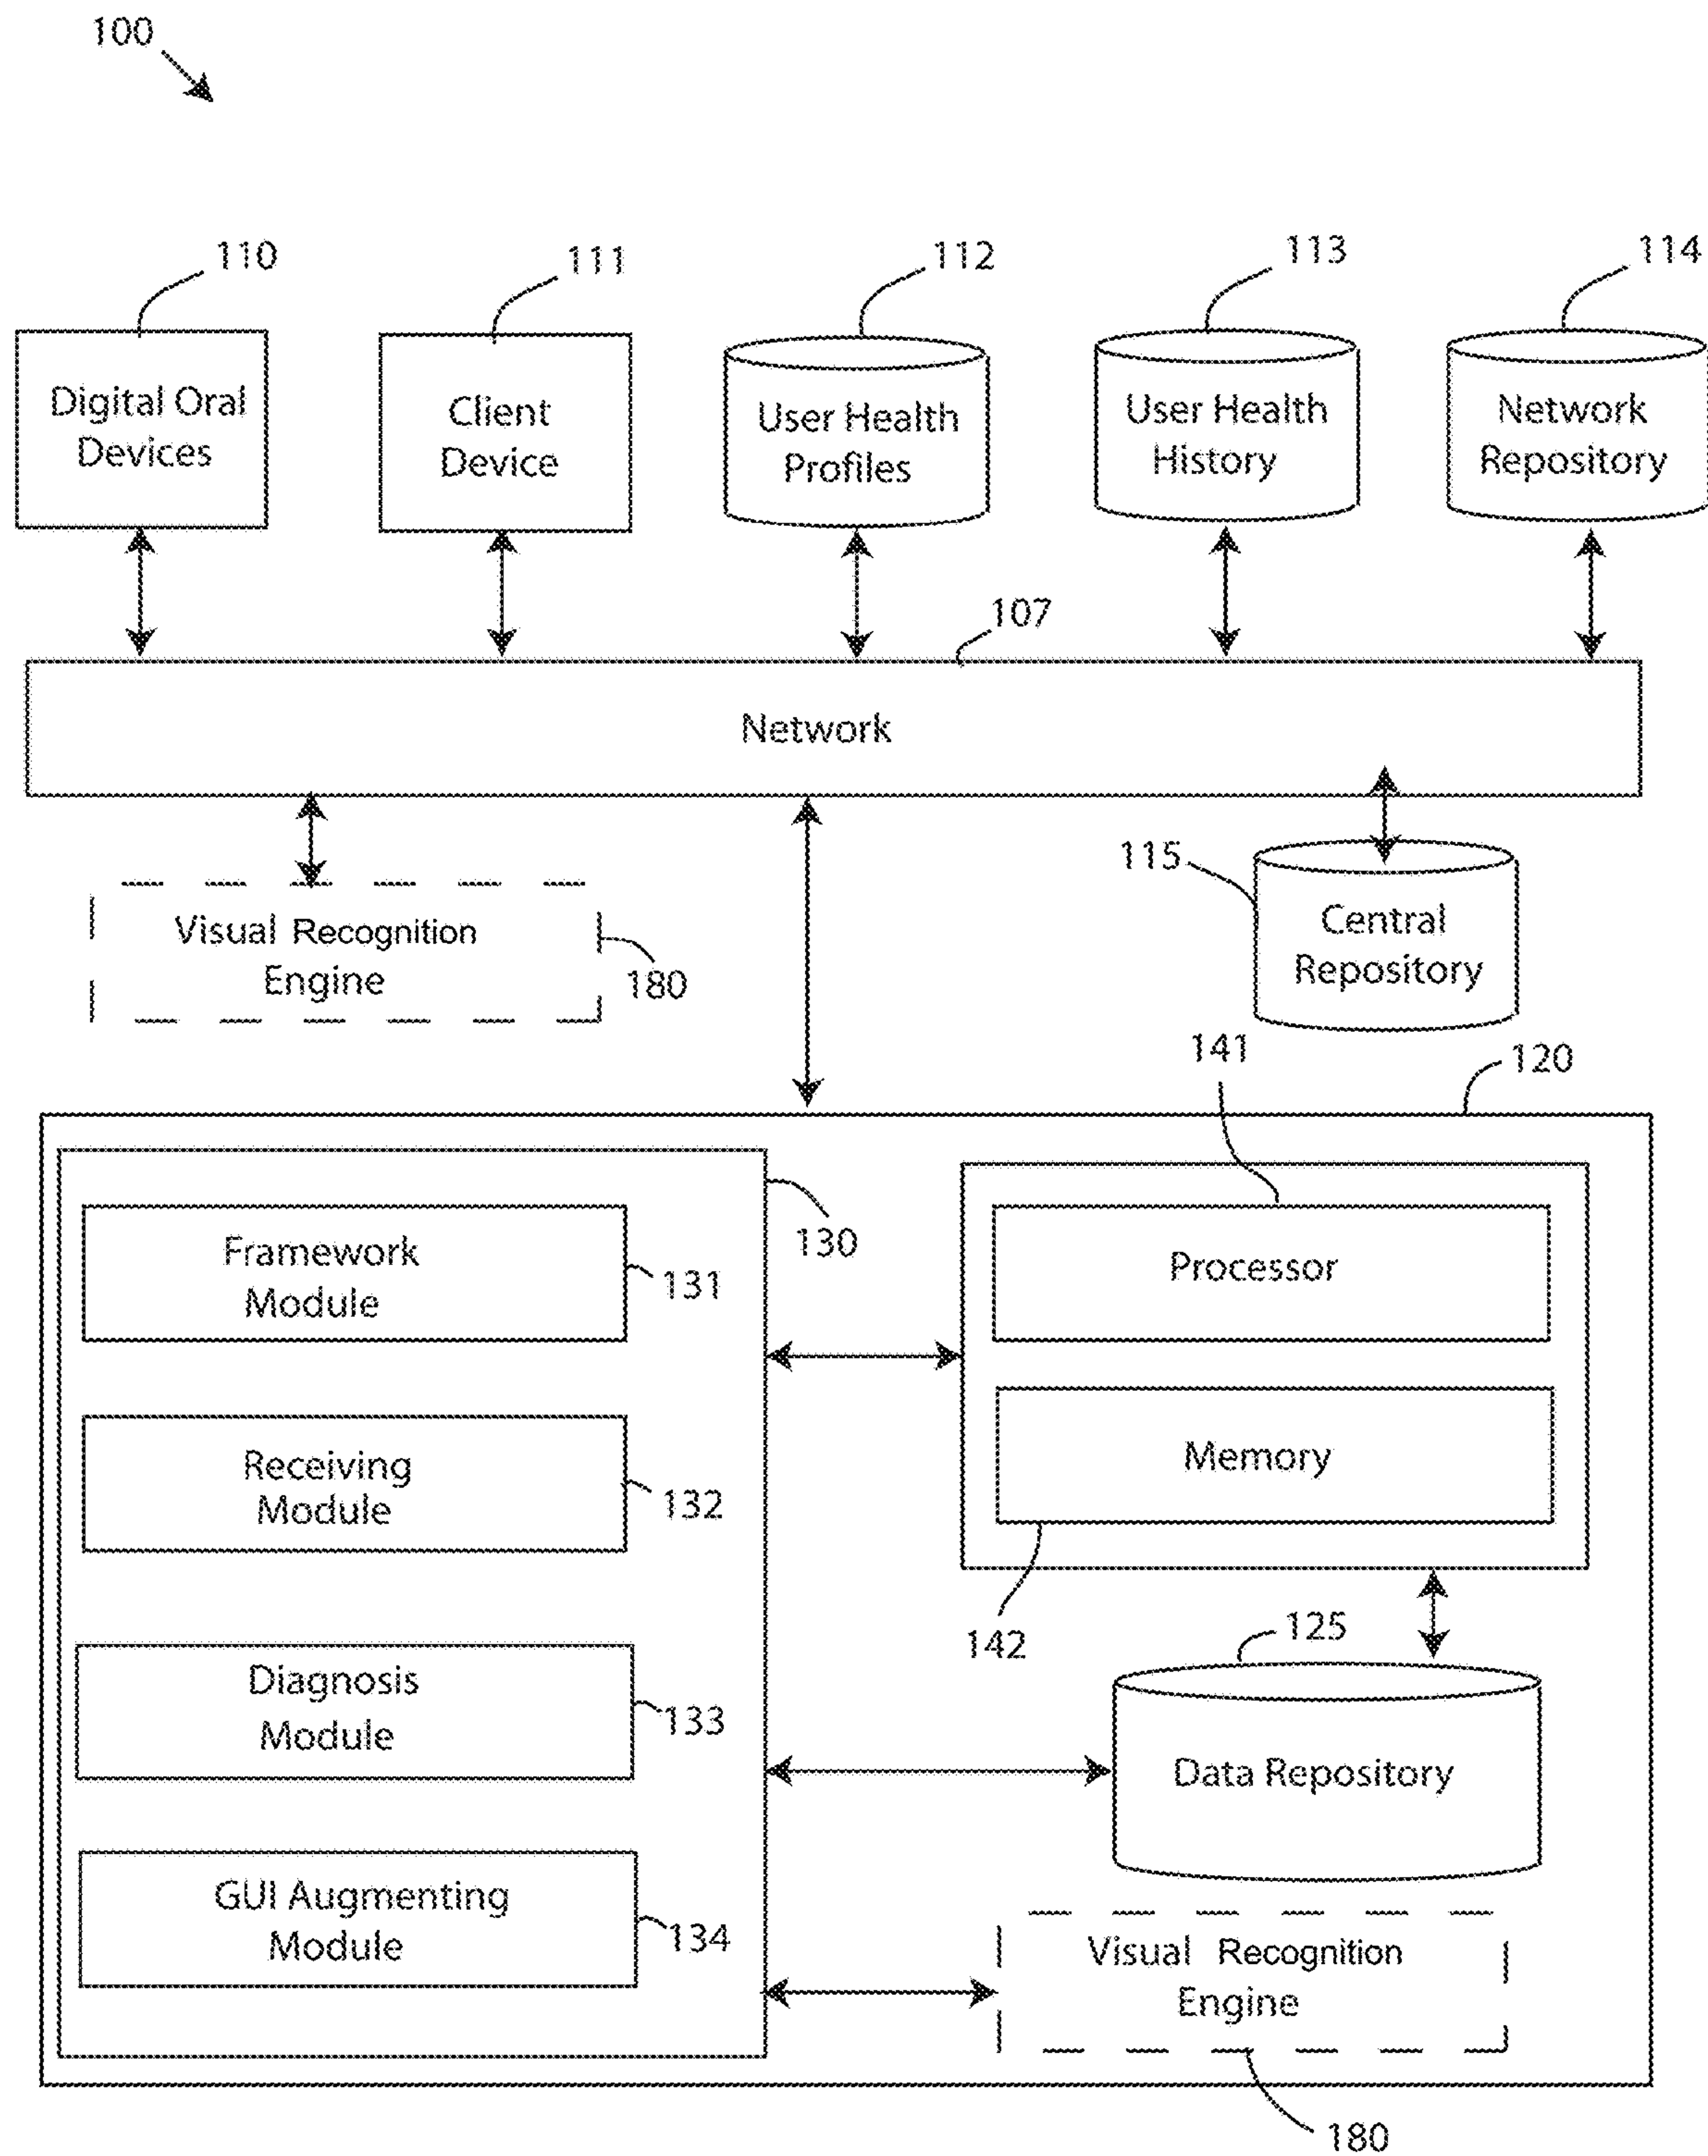 100
110
111
112
113
114
Digital Oral
Devices
Client
Device
User Health
Profiles
User Health
History
Network
Repository
107
Network
115
Central
Repository
Visual Recognition
Engine
180
141
120
130
Framework
Module
131
Processor
Receiving
Module
132
Memory
142
125
Diagnosis
Module
133
Data Repository
GUI Augmenting
Module
134
Visual Recognition
Engine
180